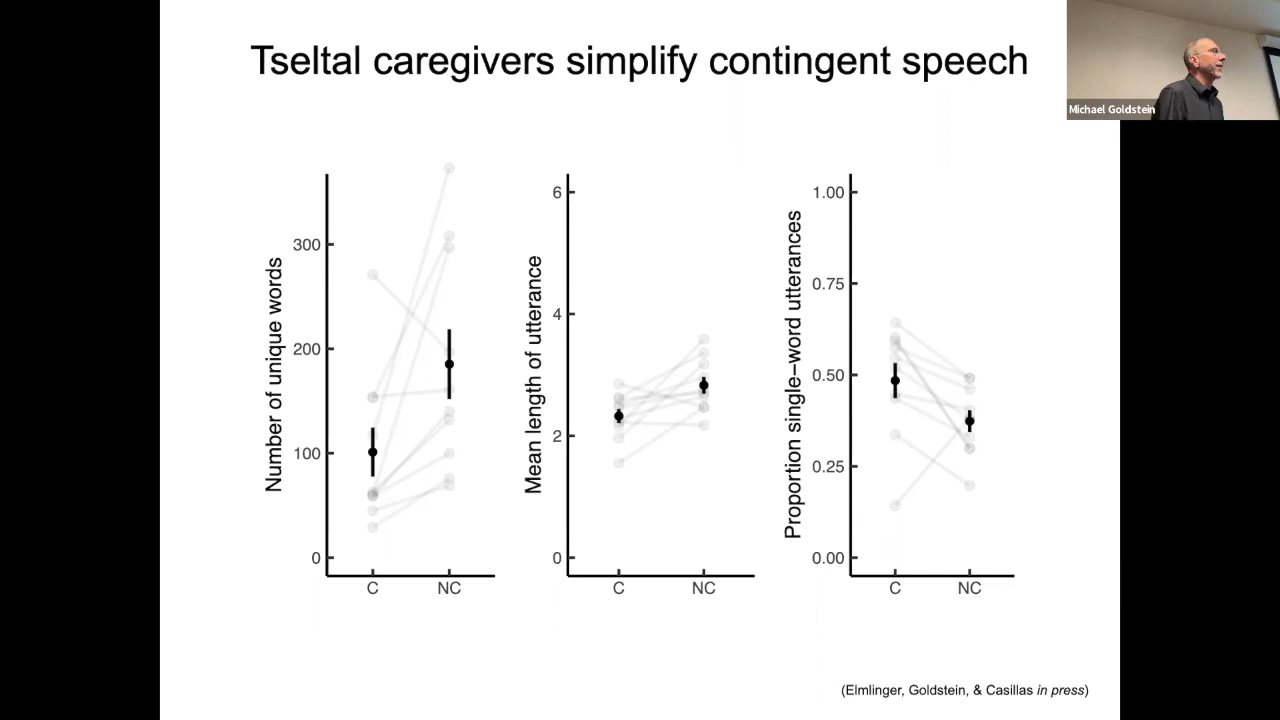 Tseltal caregivers simplify contingent speech
Michael Goldstein
Number of unique words
300
200
100
0
C NC
Mean length of utterance
6
4
2
0
C NC
Proportion single–word utterances
1.00
0.75
0.50
0.25
0.00
C NC
(Elmlinger, Goldstein, & Casillas in press)